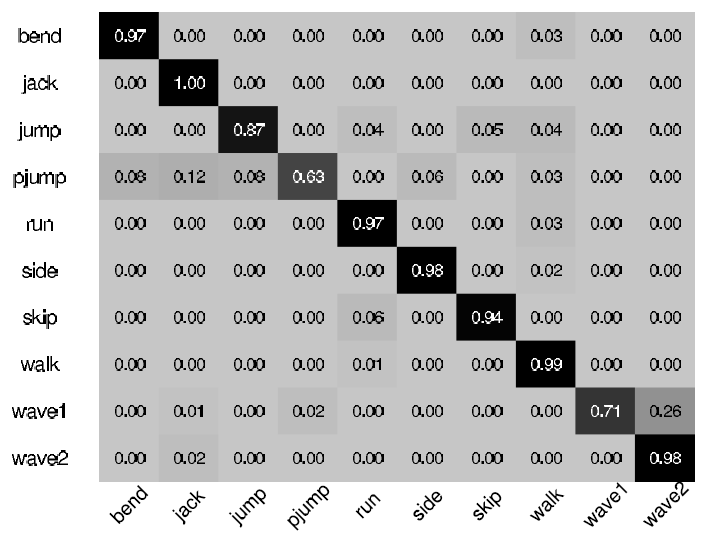 bend 0.97 0.00 0.00 0.00 0.00 0.00 0.00 0.03 0.00 0.00
jack 0.00 1.00 0.00 0.00 0.00 0.00 0.00 0.00 0.00 0.00
jump 0.00 0.00 0.87 0.00 0.04 0.00 0.05 0.04 0.00 0.00
pjump 0.08 0.12 0.08 0.63 0.00 0.06 0.00 0.03 0.00 0.00
run 0.00 0.00 0.00 0.00 0.97 0.00 0.00 0.03 0.00 0.00
side 0.00 0.00 0.00 0.00 0.00 0.98 0.00 0.02 0.00 0.00
skip 0.00 0.00 0.00 0.00 0.06 0.00 0.94 0.00 0.00 0.00
walk 0.00 0.00 0.00 0.00 0.01 0.00 0.00 0.99 0.00 0.00
wave1 0.00 0.01 0.00 0.02 0.00 0.00 0.00 0.00 0.71 0.26
wave2 0.00 0.02 0.00 0.00 0.00 0.00 0.00 0.00 0.00 0.98
bend jack jump pjump run side skip walk wave1 wave2